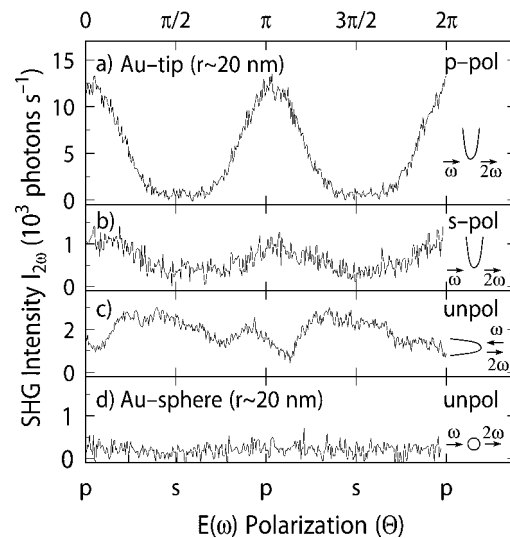 0 π/2 π 3π/2 2π
SHG Intensity I2ω (10³ photons s⁻¹)
15
10
5
0
a) Au-tip (r~20 nm) p-pol
ω 2ω
1
0
b) s-pol
ω 2ω
2
0
c) unpol
ω
2ω
1
0
d) Au-sphere (r~20 nm) unpol
ω 2ω
p s p s p
E(ω) Polarization (Θ)